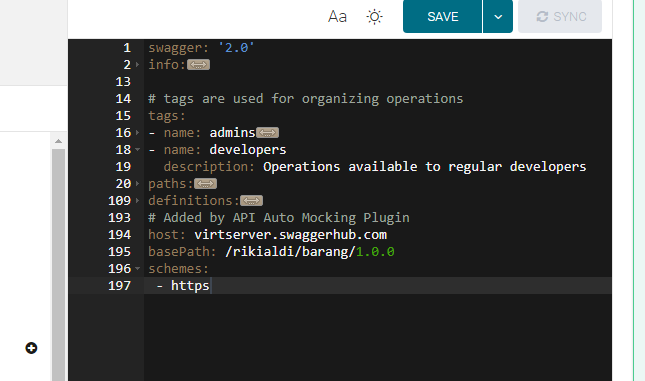 Aa SAVE SYNC
1 swagger: '2.0'
2 info:
13
14 # tags are used for organizing operations
15 tags:
16 - name: admins
18 - name: developers
19 description: Operations available to regular developers
20 paths:
109 definitions:
193 # Added by API Auto Mocking Plugin
194 host: virtserver.swaggerhub.com
195 basePath: /rikialdi/barang/1.0.0
196 schemes:
197 - https